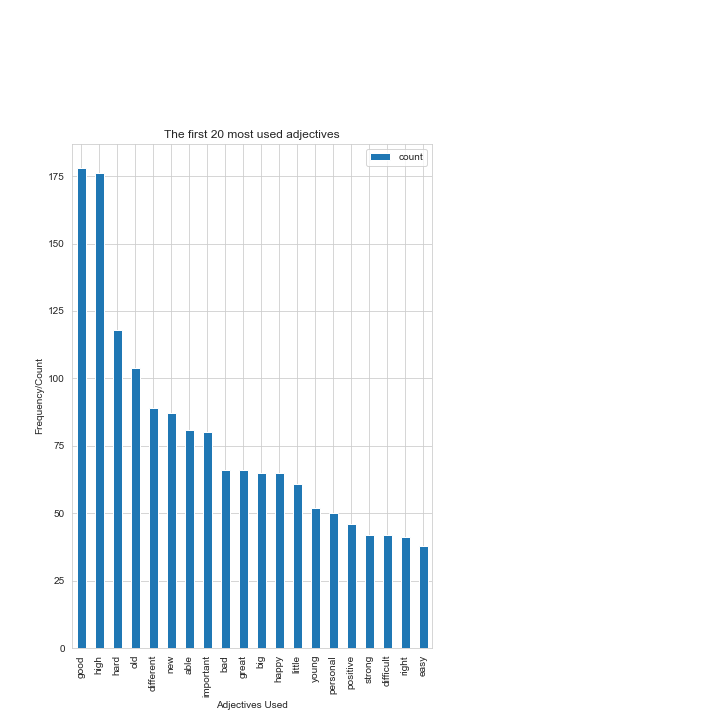 The first 20 most used adjectives
count
175
150
125
100
75
50
25
0
Frequency/Count
good
high
hard
old
different
new
able
important
bad
great
big
happy
little
young
personal
positive
strong
difficult
right
easy
Adjectives Used